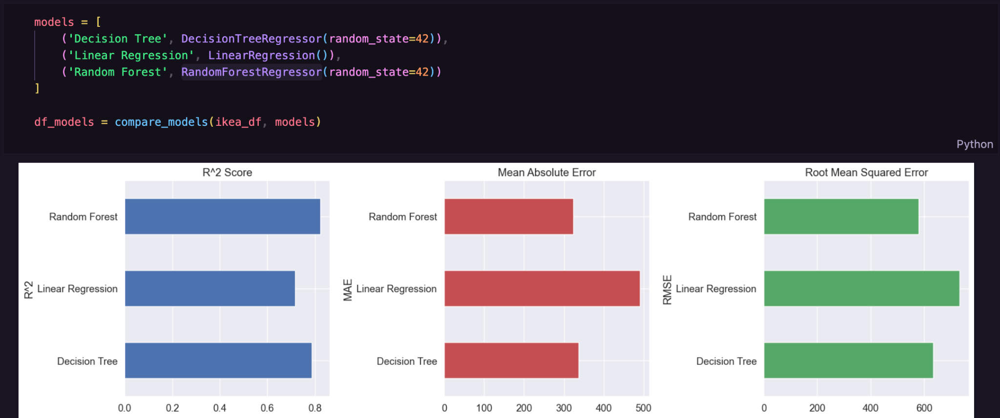 models = [
    ('Decision Tree', DecisionTreeRegressor(random_state=42)),
    ('Linear Regression', LinearRegression()),
    ('Random Forest', RandomForestRegressor(random_state=42))
]
df_models = compare_models(ikea_df, models)
Python
R^2 Score
R^2
Random Forest
Linear Regression
Decision Tree
0.0 0.2 0.4 0.6 0.8
Mean Absolute Error
MAE
Random Forest
Linear Regression
Decision Tree
0 100 200 300 400 500
Root Mean Squared Error
RMSE
Random Forest
Linear Regression
Decision Tree
0 200 400 600